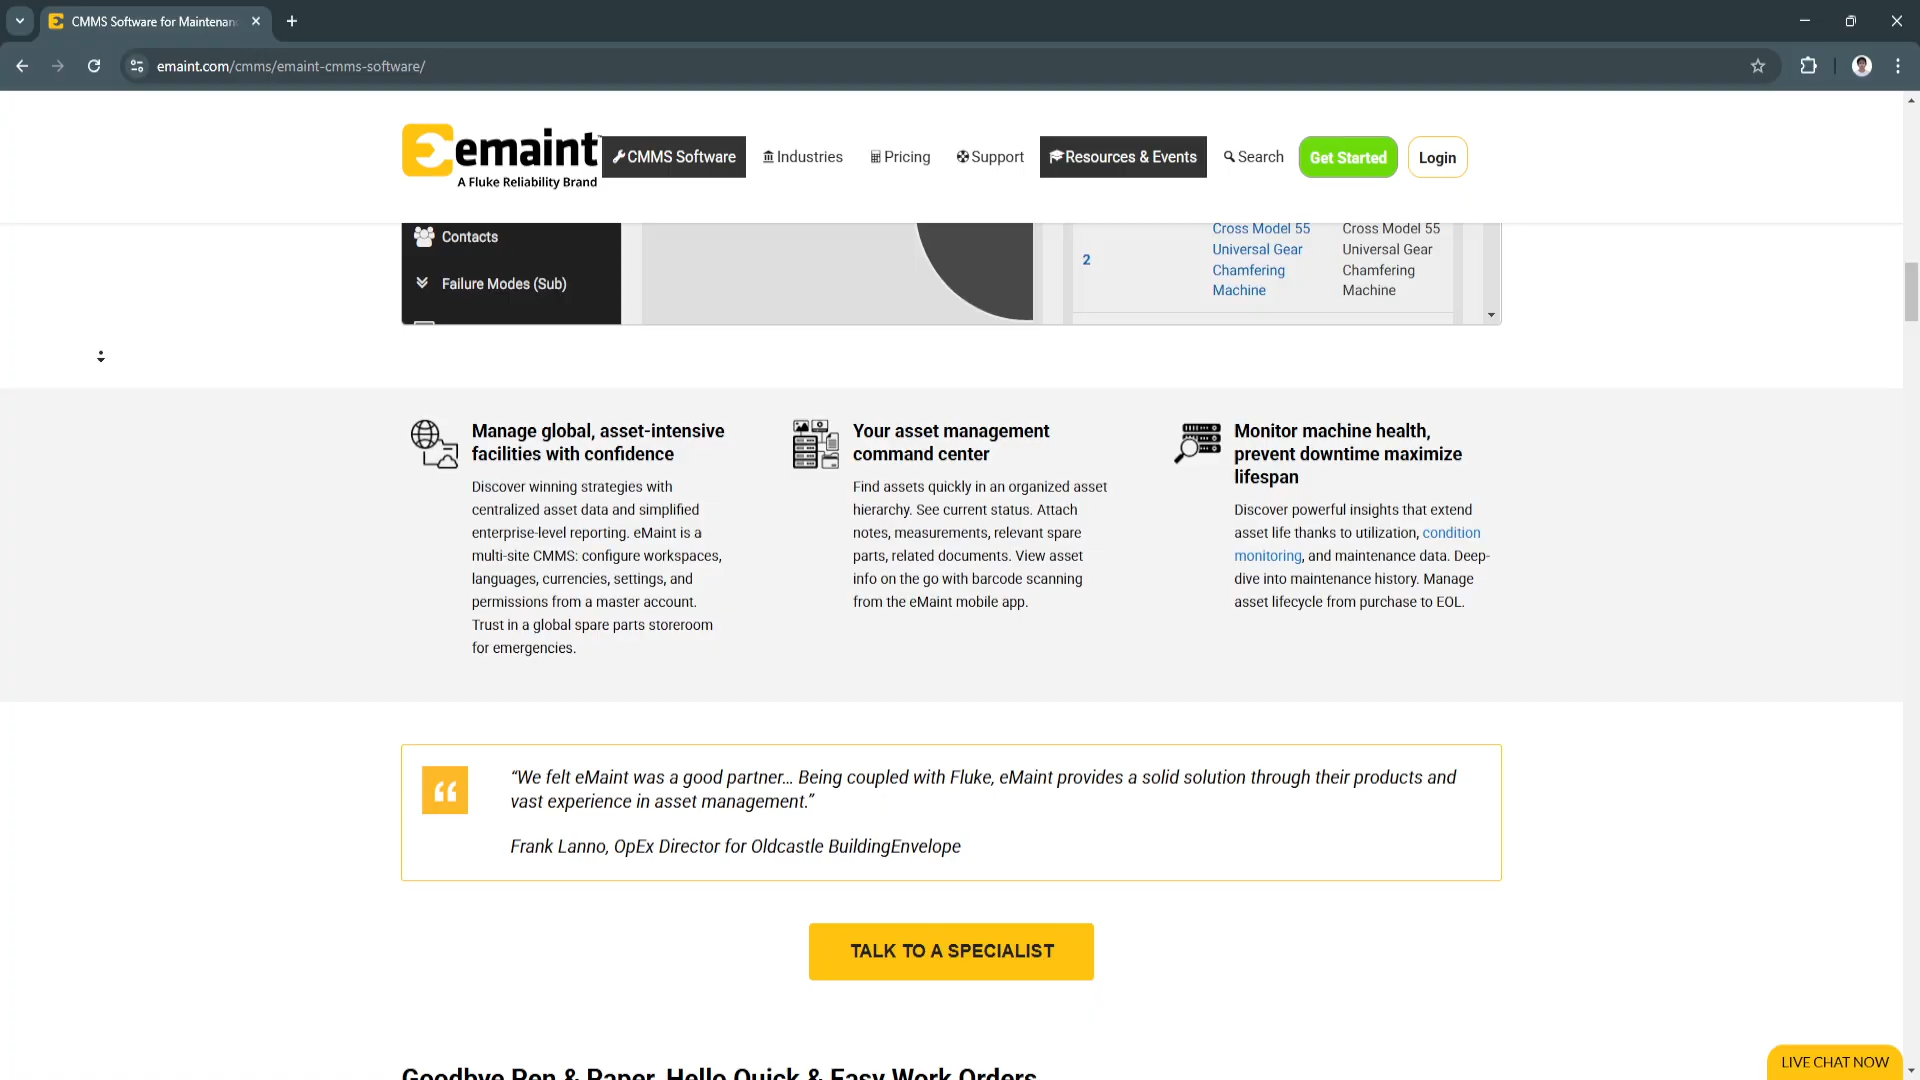 CMMS Software for Maintenan
emaint.com/cmms/emaint-cmms-software/
emaint
A Fluke Reliability Brand
CMMS Software
Industries
Pricing
Support
Resources & Events
Search
Get Started
Login
Contacts
Failure Modes (Sub)
2
Cross Model 55
Universal Gear
Chamfering
Machine
Cross Model 55
Universal Gear
Chamfering
Machine
Manage global, asset-intensive
facilities with confidence
Discover winning strategies with
centralized asset data and simplified
enterprise-level reporting. eMaint is a
multi-site CMMS: configure workspaces,
languages, currencies, settings, and
permissions from a master account.
Trust in a global spare parts storeroom
for emergencies.
Your asset management
command center
Find assets quickly in an organized asset
hierarchy. See current status. Attach
notes, measurements, relevant spare
parts, related documents. View asset
info on the go with barcode scanning
from the eMaint mobile app.
Monitor machine health,
prevent downtime maximize
lifespan
Discover powerful insights that extend
asset life thanks to utilization, condition
monitoring, and maintenance data. Deep-
dive into maintenance history. Manage
asset lifecycle from purchase to EOL.
“We felt eMaint was a good partner… Being coupled with Fluke, eMaint provides a solid solution through their products and
vast experience in asset management.”
Frank Lanno, OpEx Director for Oldcastle BuildingEnvelope
TALK TO A SPECIALIST
Goodbye Pen & Paper, Hello Quick & Easy Work Orders
LIVE CHAT NOW